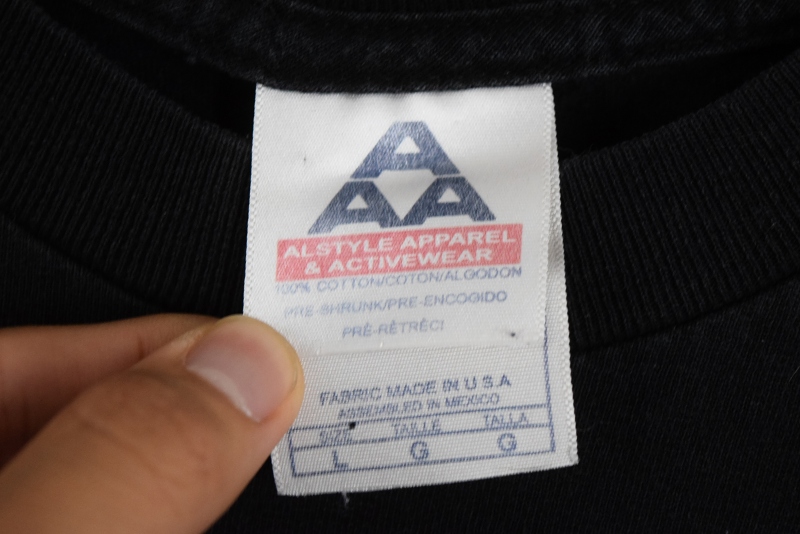 A
AA
ALSTYLE APPAREL
& ACTIVEWEAR
100% COTTON/COTON/ALGODON
PRE-SHRUNK/PRE-ENCOGIDO
PRÉ-RÉTRÉCI
FABRIC MADE IN U.S.A
ASSEMBLED IN MEXICO
SIZE TAILLE TALLA
L G G